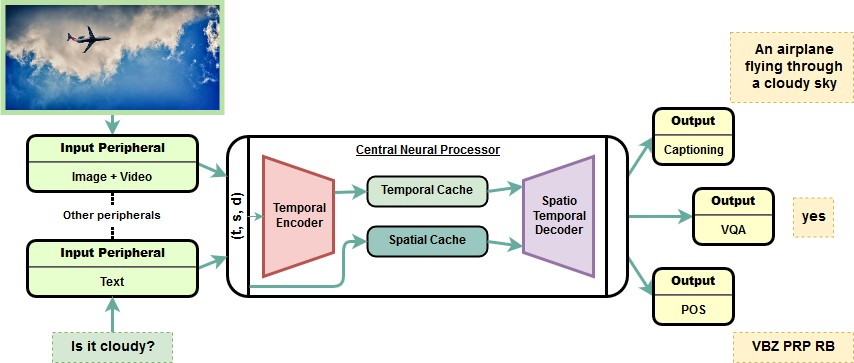 An airplane
flying through
a cloudy sky
Input Peripheral
Image + Video
Other peripherals
Input Peripheral
Text
Is it cloudy?
(t, s, d)
Central Neural Processor
Temporal
Encoder
Temporal Cache
Spatial Cache
Spatio
Temporal
Decoder
Output
Captioning
Output
VQA
yes
Output
POS
VBZ PRP RB